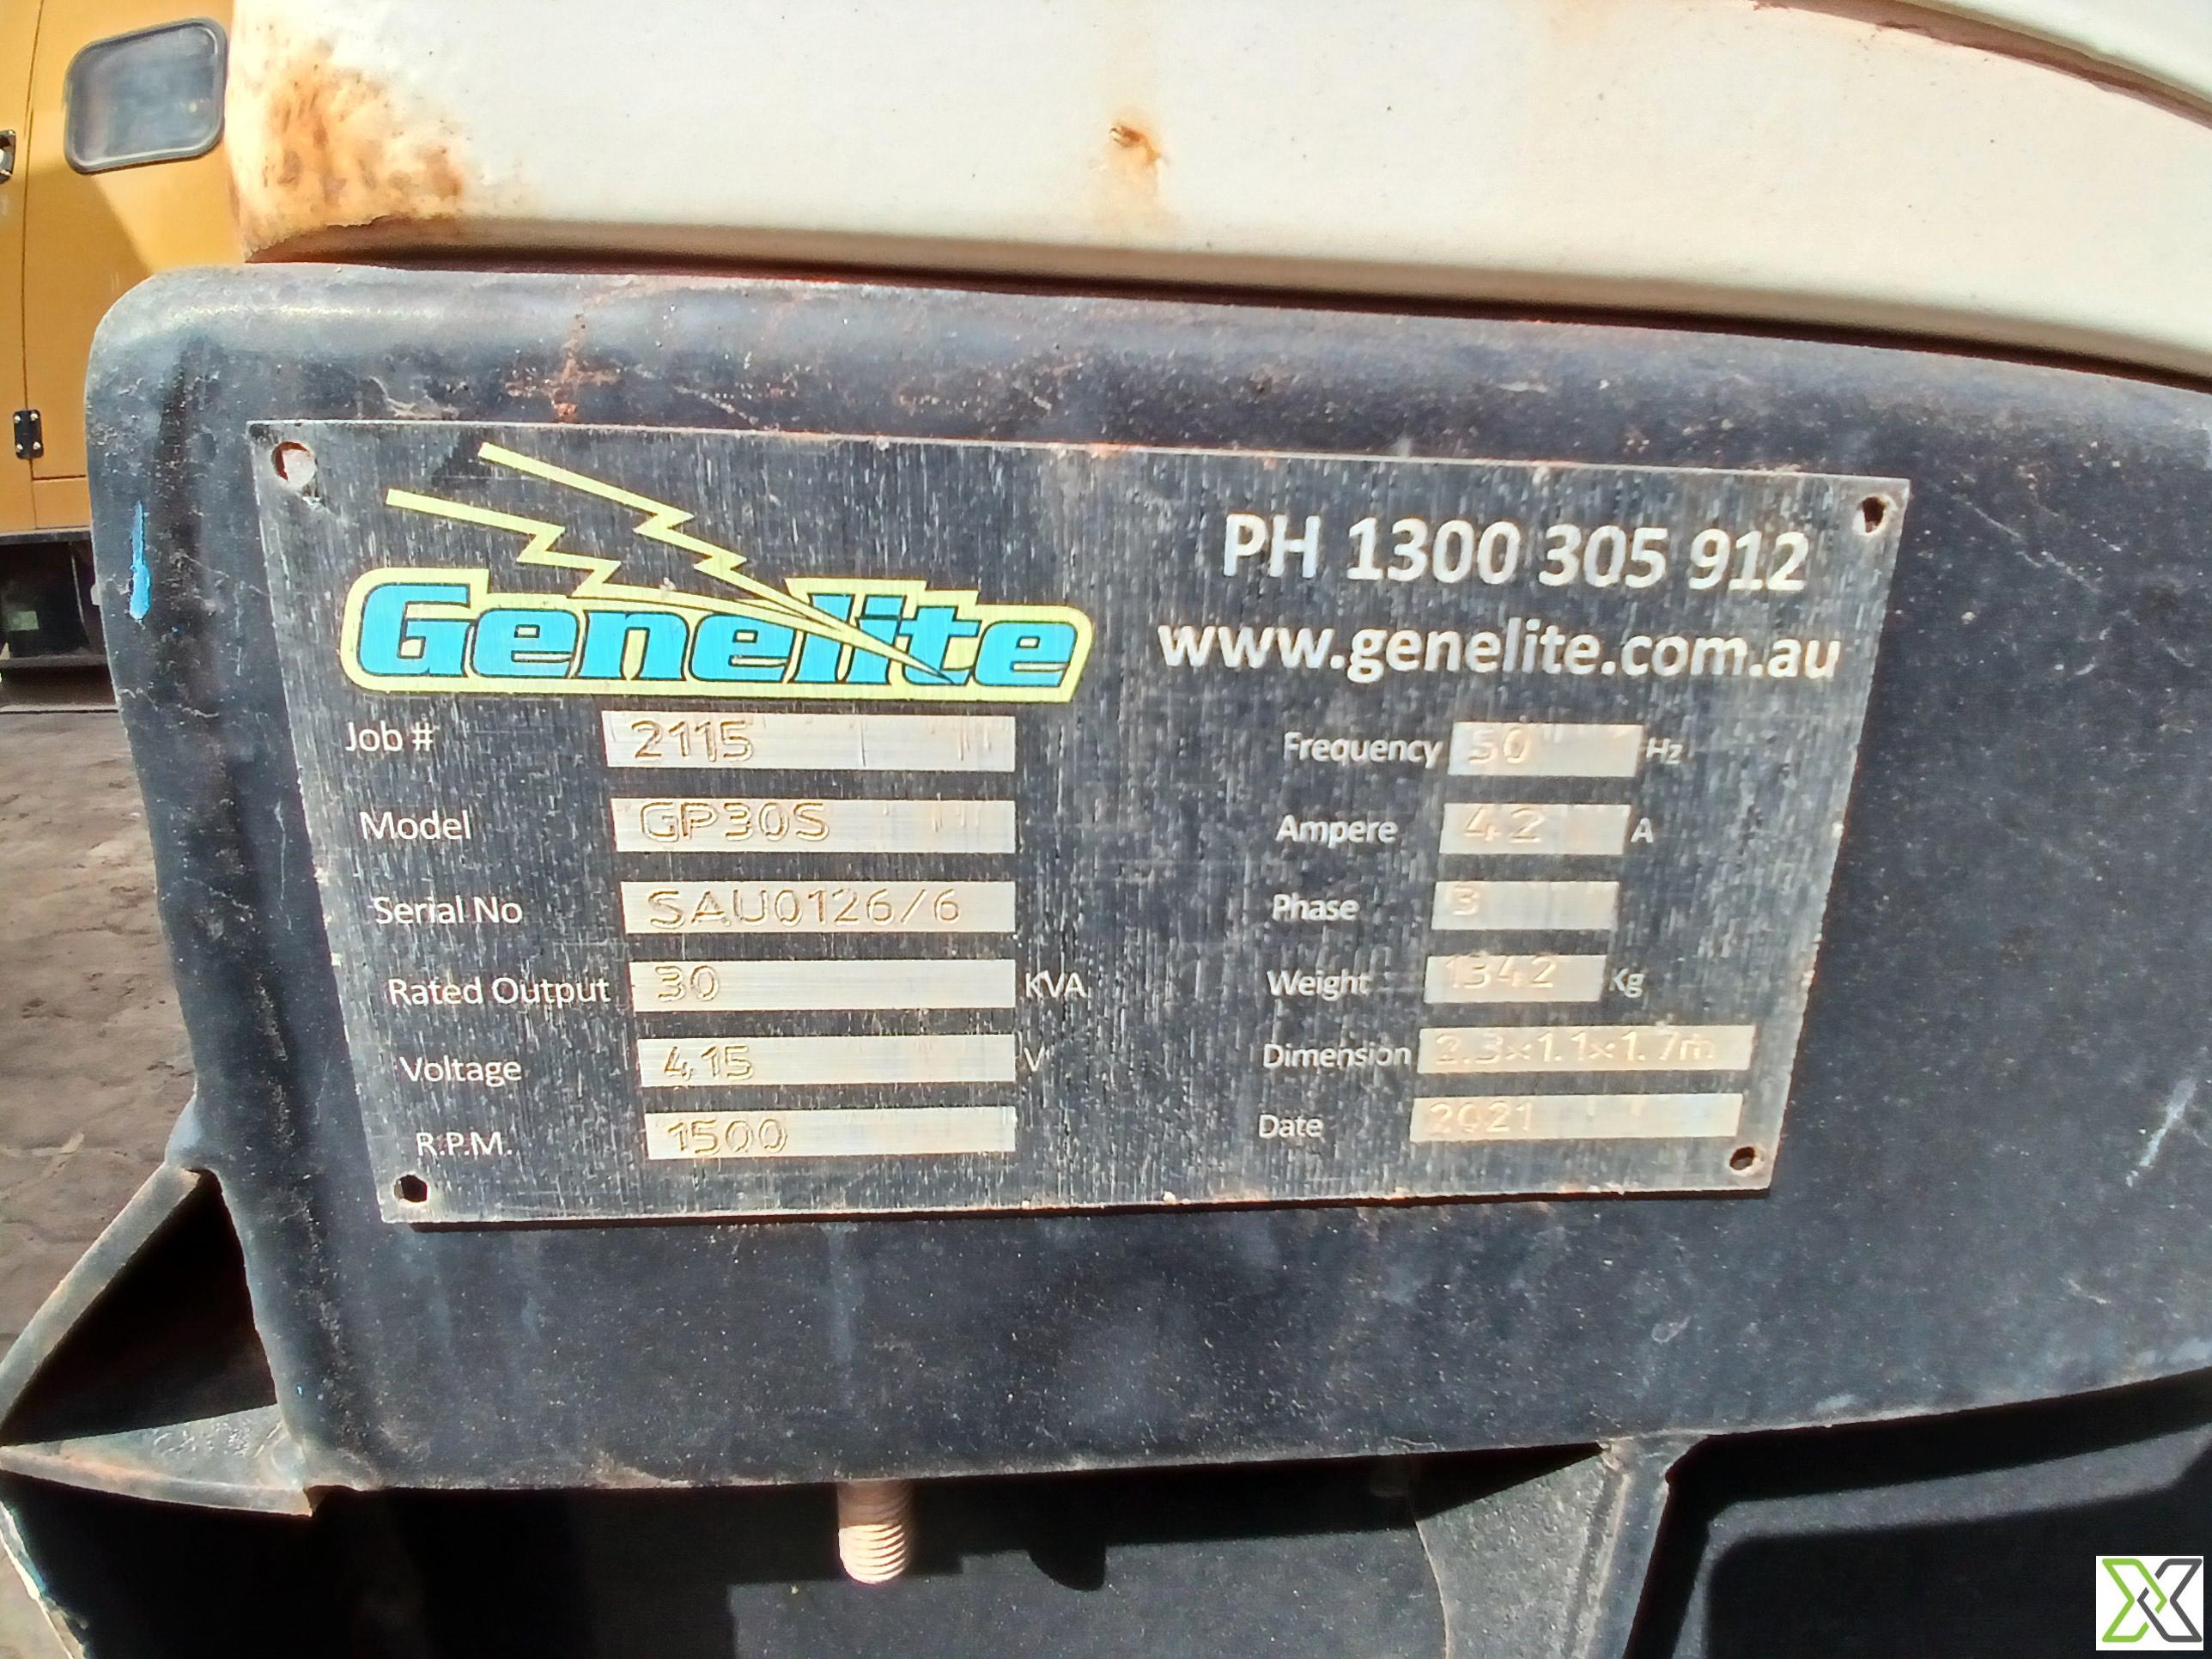 Genelite
PH 1300 305 912
www.genelite.com.au
Job # 2115
Model GP30S
Serial No SAU0126/6
Rated Output 30 KVA
Voltage 415 V
R.P.M. 1500
Frequency 50 Hz
Ampere 42 A
Phase 3
Weight 1342 Kg
Dimension 2.3x1.1x1.7m
Date 2021